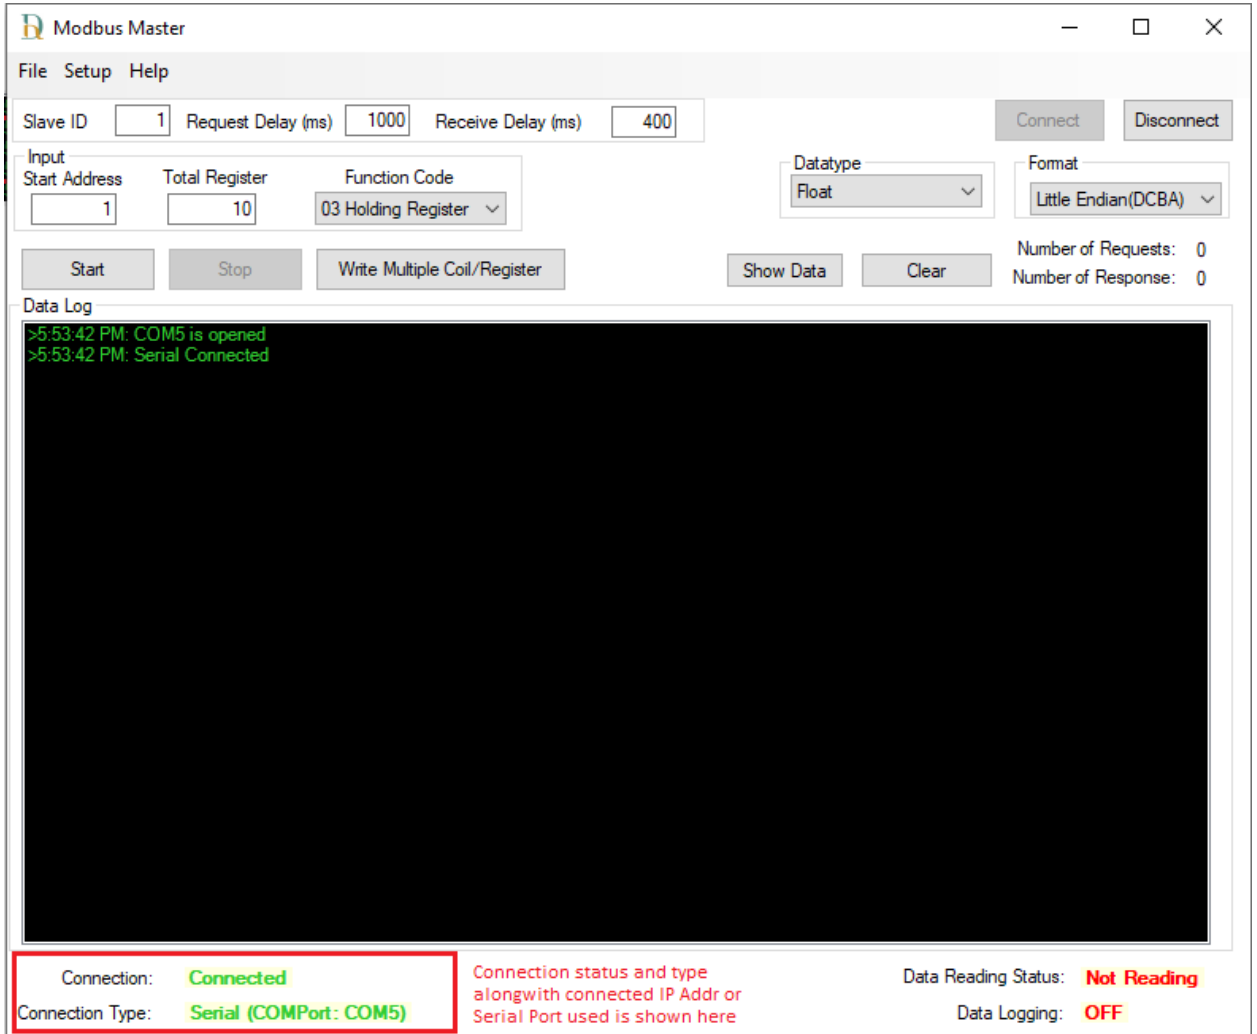 Modbus Master
File Setup Help
Slave ID 1 Request Delay (ms) 1000 Receive Delay (ms) 400 Connect Disconnect
Input Datatype Format
Start Address Total Register Function Code
1 10 03 Holding Register Float Little Endian(DCBA)
Start Stop Write Multiple Coil/Register Show Data Clear
Number of Requests: 0
Number of Response: 0
Data Log
>5:53:42 PM: COM5 is opened
>5:53:42 PM: Serial Connected
Connection: Connected
Connection Type: Serial (COMPort: COM5)
Connection status and type
alongwith connected IP Addr or
Serial Port used is shown here
Data Reading Status: Not Reading
Data Logging: OFF